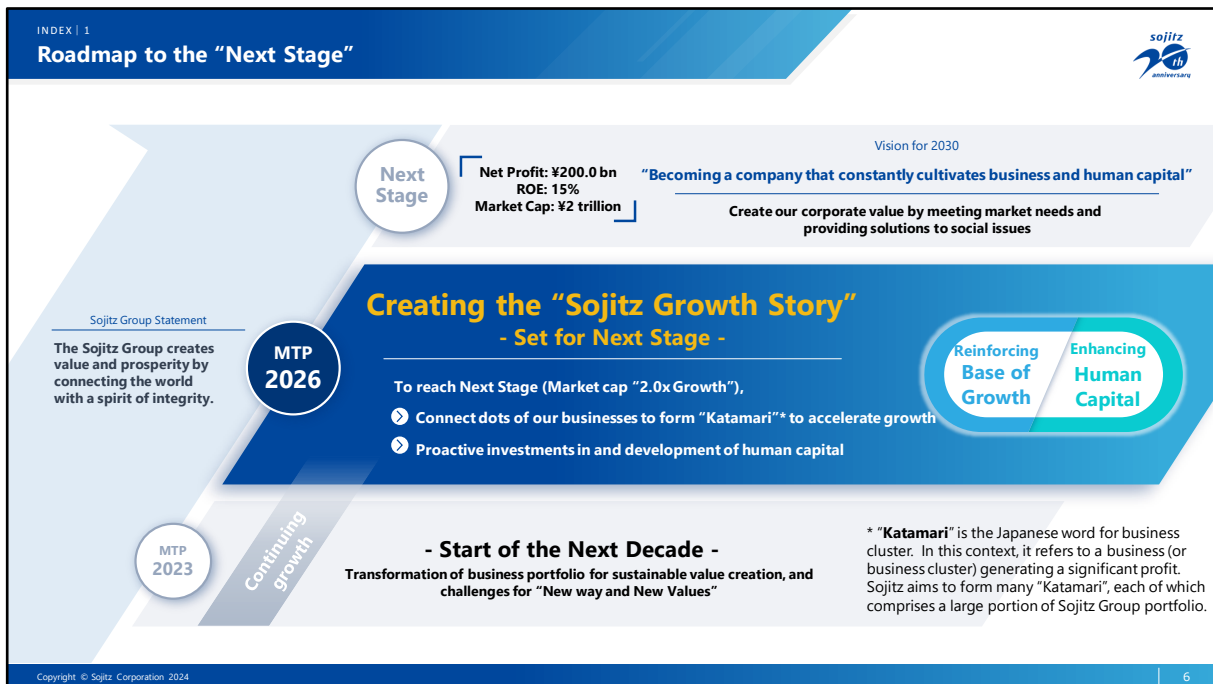 INDEX | 1
Roadmap to the “Next Stage”
sojitz
20th
anniversary
Next
Stage
Net Profit: ¥200.0 bn
ROE: 15%
Market Cap: ¥2 trillion
Vision for 2030
“Becoming a company that constantly cultivates business and human capital”
Create our corporate value by meeting market needs and
providing solutions to social issues
Sojitz Group Statement
The Sojitz Group creates
value and prosperity by
connecting the world
with a spirit of integrity.
MTP
2026
Creating the “Sojitz Growth Story”
- Set for Next Stage -
To reach Next Stage (Market cap “2.0x Growth”),
Connect dots of our businesses to form “Katamari”* to accelerate growth
Proactive investments in and development of human capital
Reinforcing
Base of
Growth
Enhancing
Human
Capital
MTP
2023
Continuing
growth
- Start of the Next Decade -
Transformation of business portfolio for sustainable value creation, and
challenges for “New way and New Values”
* “Katamari” is the Japanese word for business
cluster. In this context, it refers to a business (or
business cluster) generating a significant profit.
Sojitz aims to form many “Katamari”, each of which
comprises a large portion of Sojitz Group portfolio.
Copyright © Sojitz Corporation 2024
6